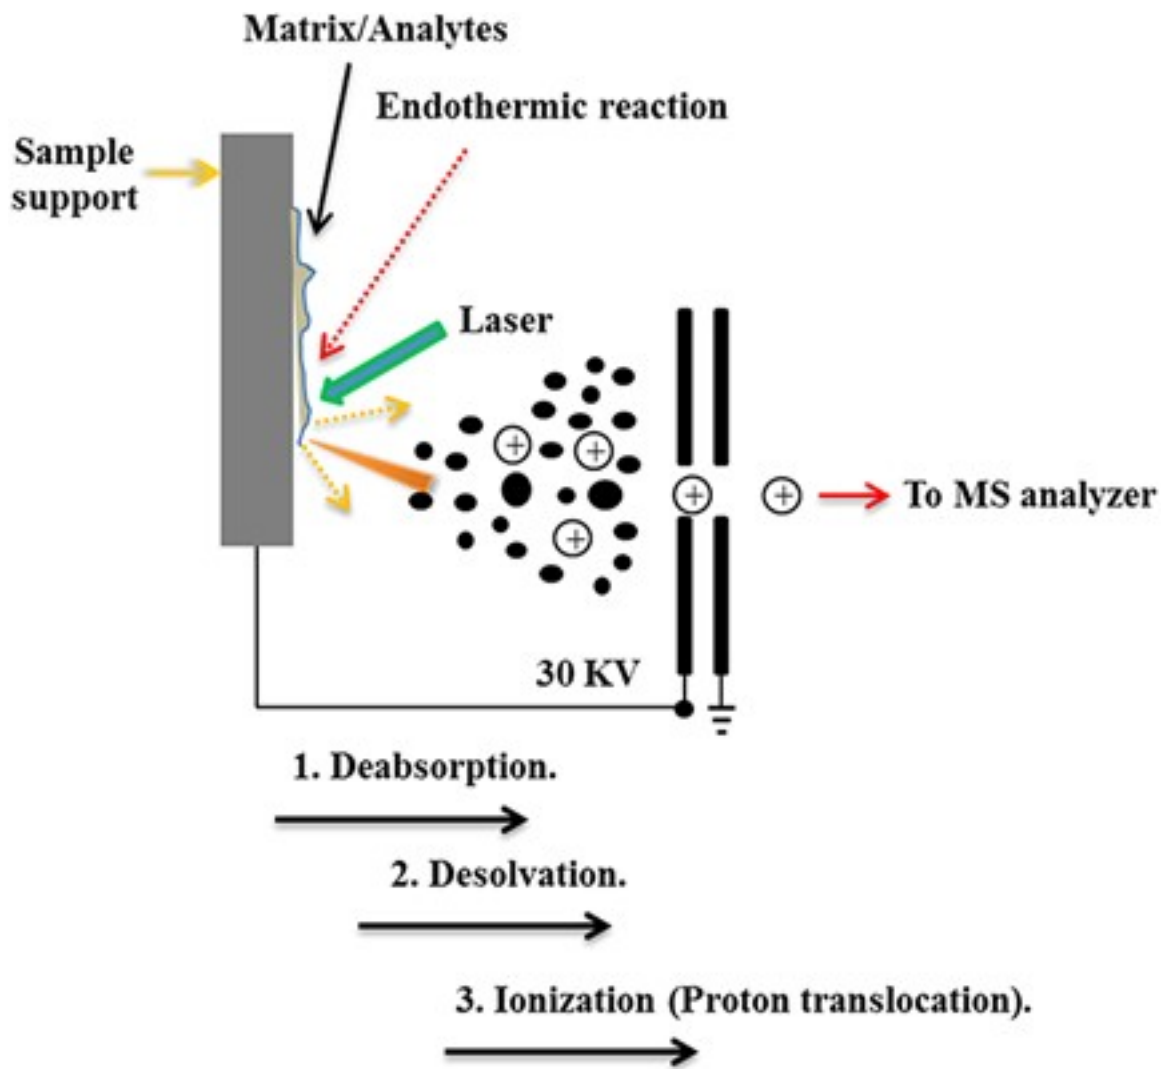 Matrix/Analytes
Endothermic reaction
Sample
support
Laser
To MS analyzer
30 KV
1. Deabsorption.
2. Desolvation.
3. Ionization (Proton translocation).